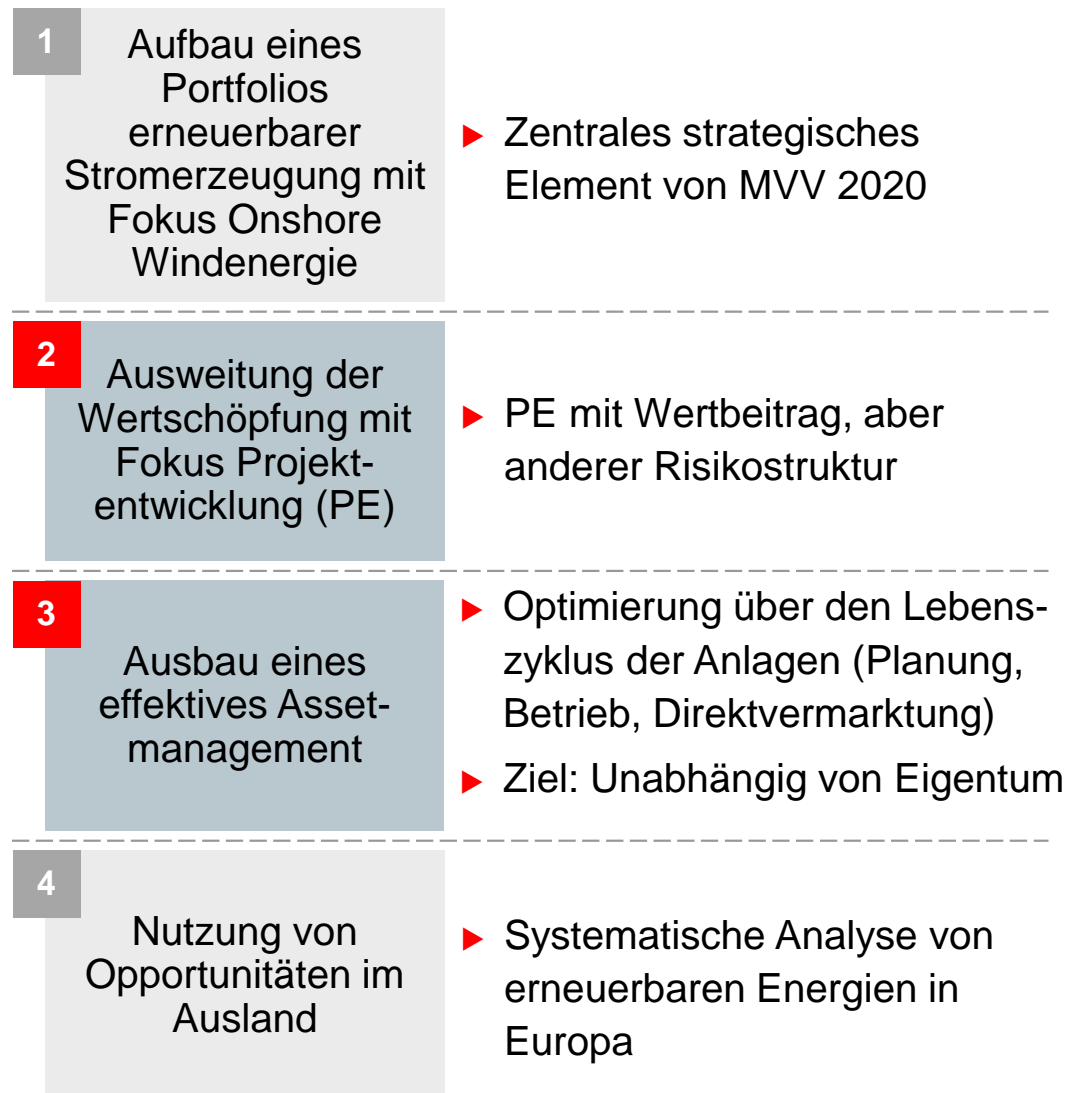 1
Aufbau eines
Portfolios
erneuerbarer
Stromerzeugung mit
Fokus Onshore
Windenergie
Zentrales strategisches
Element von MVV 2020
2
Ausweitung der
Wertschöpfung mit
Fokus Projekt-
entwicklung (PE)
PE mit Wertbeitrag, aber
anderer Risikostruktur
3
Ausbau eines
effektives Asset-
management
Optimierung über den Lebens-
zyklus der Anlagen (Planung,
Betrieb, Direktvermarktung)
Ziel: Unabhängig von Eigentum
4
Nutzung von
Opportunitäten im
Ausland
Systematische Analyse von
erneuerbaren Energien in
Europa